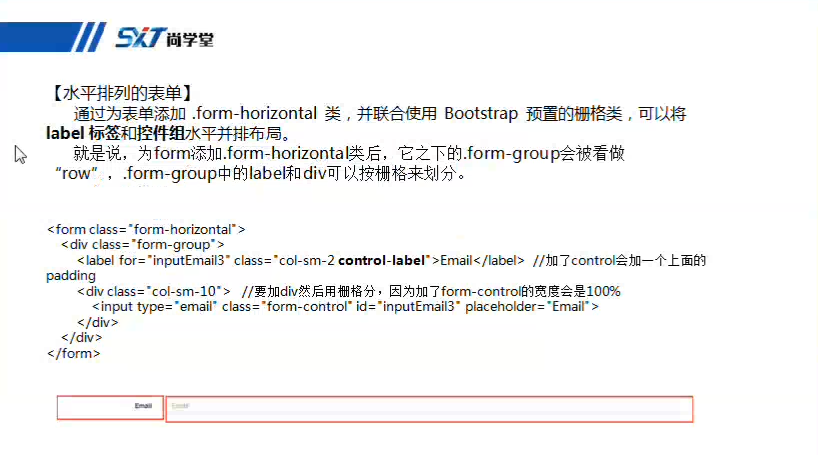 SXT 尚学堂
【水平排列的表单】
通过为表单添加 .form-horizontal 类，并联合使用 Bootstrap 预置的栅格类，可以将
label 标签和控件组水平并排布局。
就是说，为form添加.form-horizontal类后，它之下的.form-group会被看做
“row”，.form-group中的label和div可以按栅格来划分。
<form class="form-horizontal">
<div class="form-group">
<label for="inputEmail3" class="col-sm-2 control-label">Email</label> //加了control会加一个上面的
padding
<div class="col-sm-10"> //要加div然后用栅格分，因为加了form-control的宽度会是100%
<input type="email" class="form-control" id="inputEmail3" placeholder="Email">
</div>
</div>
</form>
Email Email